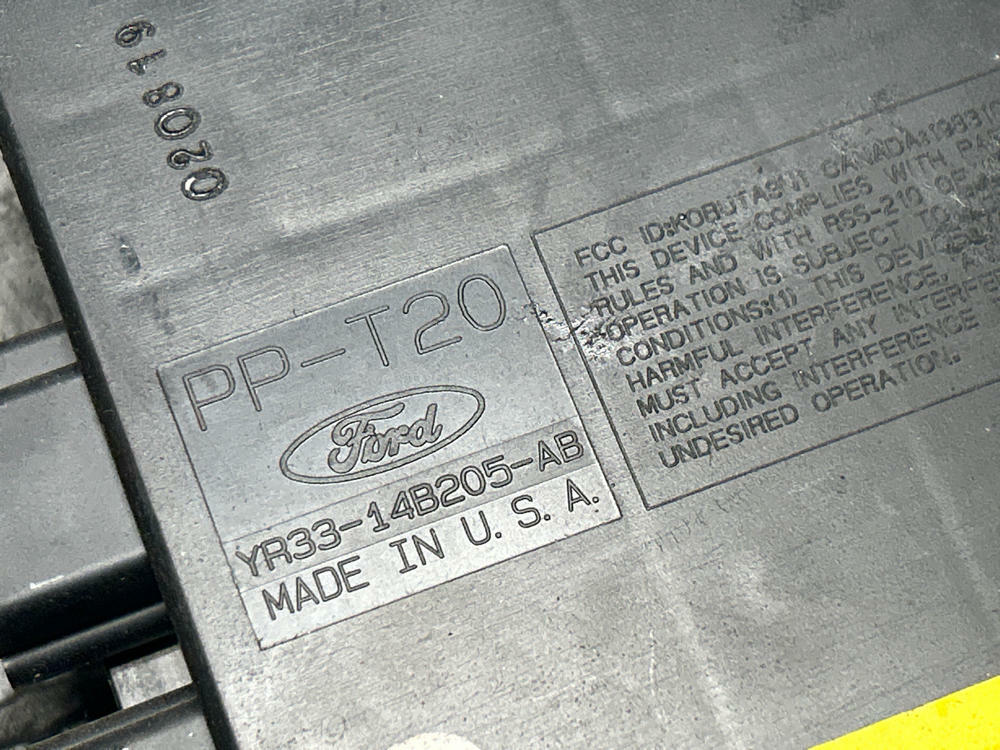 020819
PP-T20
Ford
YR33-14B205-AB
MADE IN U. S. A.
FCC ID: CANADA:
THIS DEVICE COMPLIES WITH
RULES AND WITH RSS-210
OPERATION IS SUBJECT TO
CONDITIONS:(1) THIS DEVICE
HARMFUL INTERFERENCE,
MUST ACCEPT ANY
INCLUDING INTERFERENCE
UNDESIRED OPERATION.